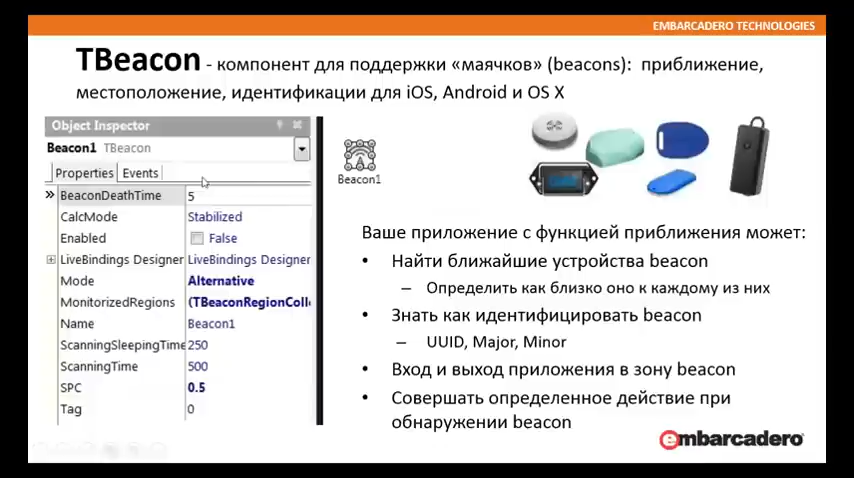 EMBARCADERO TECHNOLOGIES
TBeacon - компонент для поддержки «маячков» (beacons): приближение,
местоположение, идентификации для iOS, Android и OS X
Object Inspector
Beacon1 TBeacon
Properties Events
BeaconDeathTime 5
CalcMode Stabilized
Enabled False
LiveBindings Designer LiveBindings Designer
Mode Alternative
MonitorizedRegions (TBeaconRegionColle
Name Beacon1
ScanningSleepingTime 250
ScanningTime 500
SPC 0.5
Tag 0
Beacon1
Ваше приложение с функцией приближения может:
• Найти ближайшие устройства beacon
– Определить как близко оно к каждому из них
• Знать как идентифицировать beacon
– UUID, Major, Minor
• Вход и выход приложения в зону beacon
• Совершать определенное действие при
обнаружении beacon
embarcadero